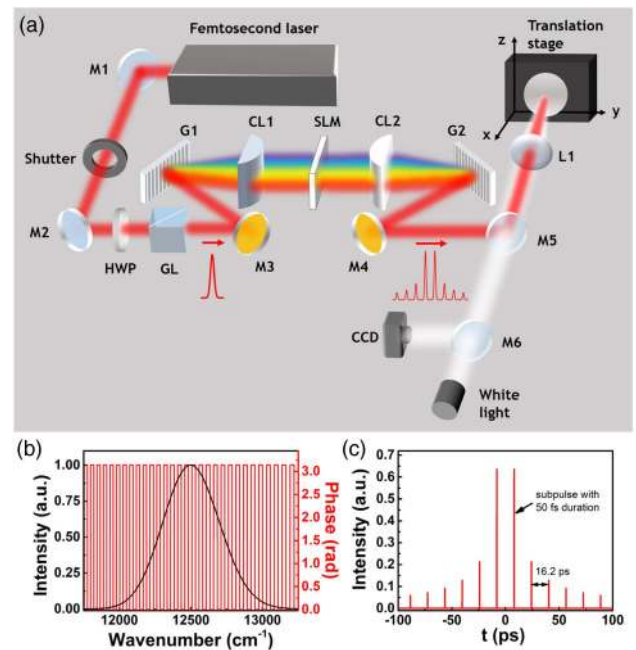 (a)
Femtosecond laser
Translation
stage
M1
z
y
x
G1
CL1
SLM
CL2
G2
Shutter
L1
M2
HWP
GL
M3
M4
M5
CCD
M6
White
light
(b)
Intensity (a.u.)
1.00
0.75
0.50
0.25
0.00
3.0
2.5
2.0
1.5
1.0
0.5
0.0
Phase (rad)
12000
12500
13000
Wavenumber (cm⁻¹)
(c)
Intensity (a.u.)
0.7
0.6
0.5
0.4
0.3
0.2
0.1
0.0
subpulse with
50 fs duration
16.2 ps
-100
-50
0
50
100
t (ps)